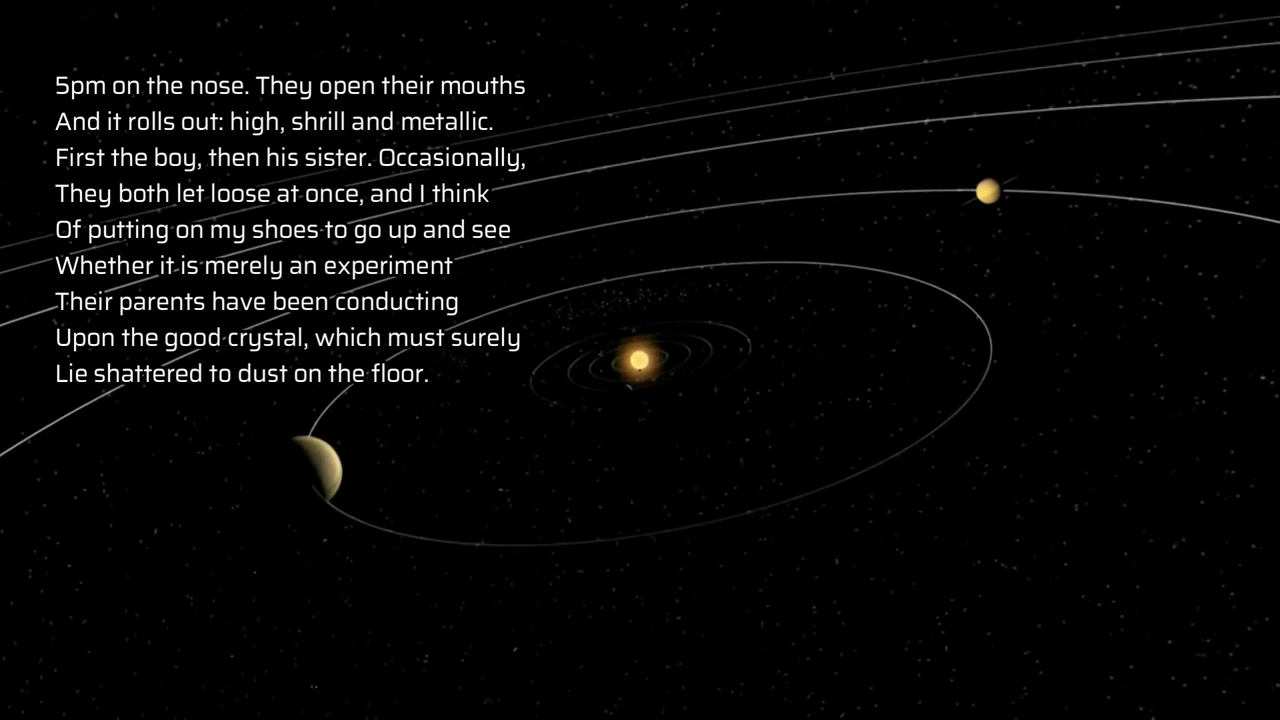 5pm on the nose. They open their mouths
And it rolls out: high, shrill and metallic.
First the boy, then his sister. Occasionally,
They both let loose at once, and I think
Of putting on my shoes to go up and see
Whether it is merely an experiment
Their parents have been conducting
Upon the good crystal, which must surely
Lie shattered to dust on the floor.